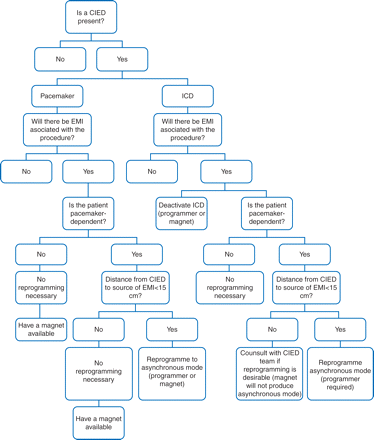 Is a CIED
present?
No
Yes
Pacemaker
ICD
Will there be EMI
asociated with the
procedure?
Will there be EMI
asociated with the
procedure?
No
Yes
No
Yes
Is the patient
pacemaker-
dependent?
Deactivate ICD
(programmer or
magnet)
Is the patient
pacemaker-
dependent?
No
Yes
No
Yes
No
reprogramming
necessary
Distance from CIED
to source of EMI<15
cm?
No
reprogramming
necessary
Distance from CIED
to source of EMI<15
cm?
Have a magnet
available
No
Yes
No
Yes
No
reprogramming
necessary
Reprogramme to
asynchronous mode
(programmer or
magnet)
Counsult with CIED
team if
reprogramming is
desirable (magnet
will not produce
asynchronous mode)
Reprogramme
asynchronous mode
(programmer
required)
Have a magnet
available